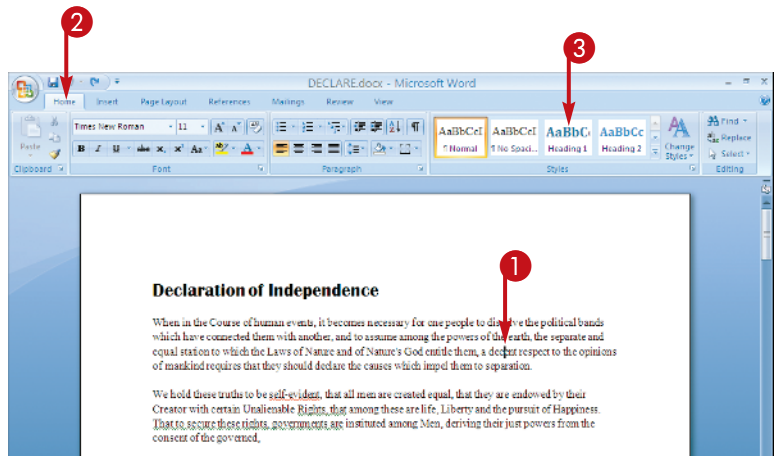 2
3
DECLARE.docx - Microsoft Word
Home Insert Page Layout References Mailings Review View
Times New Roman 11 A A
AaBbCcI AaBbCcI AaBbC AaBbCc
Paste B I U abe x, x² Aa A
¶ Normal ¶ No Spaci... Heading 1 Heading 2 Change Styles
Find
Replace
Select
Clipboard Font Paragraph Styles Editing
1
Declaration of Independence
When in the Course of human events, it becomes necessary for one people to dissolve the political bands
which have connected them with another, and to assume among the powers of the earth, the separate and
equal station to which the Laws of Nature and of Nature's God entitle them, a decent respect to the opinions
of mankind requires that they should declare the causes which impel them to separation.
We hold these truths to be self-evident, that all men are created equal, that they are endowed by their
Creator with certain Unalienable Rights, that among these are life, Liberty and the pursuit of Happiness.
That to secure these rights, governments are instituted among Men, deriving their just powers from the
consent of the governed,